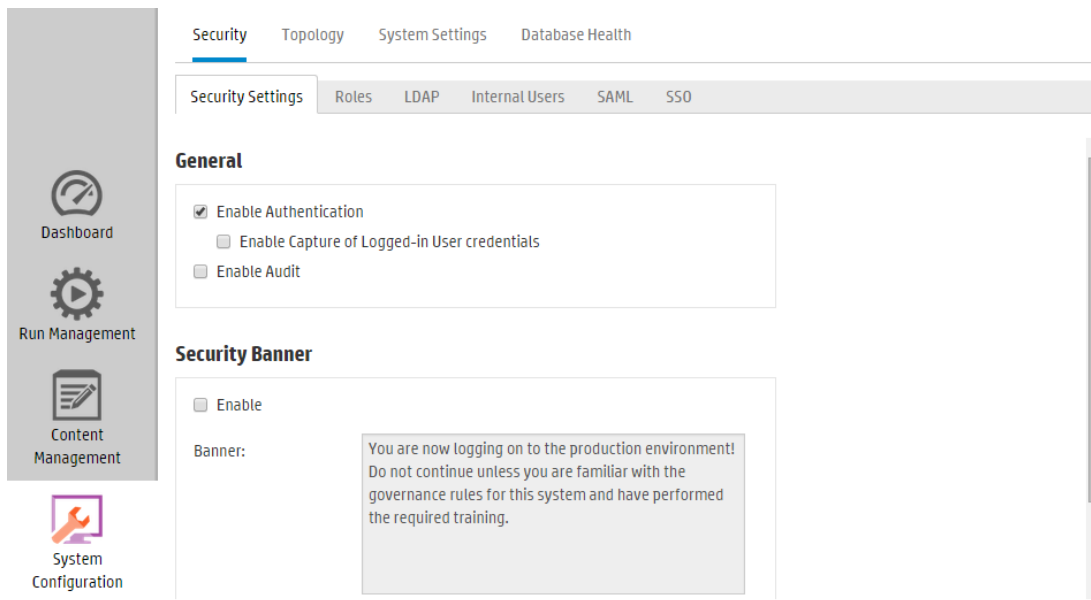 Security Topology System Settings Database Health
Security Settings Roles LDAP Internal Users SAML SSO
General
Enable Authentication
Enable Capture of Logged-in User credentials
Enable Audit
Security Banner
Enable
Banner:
You are now logging on to the production environment!
Do not continue unless you are familiar with the
governance rules for this system and have performed
the required training.
Dashboard
Run Management
Content
Management
System
Configuration